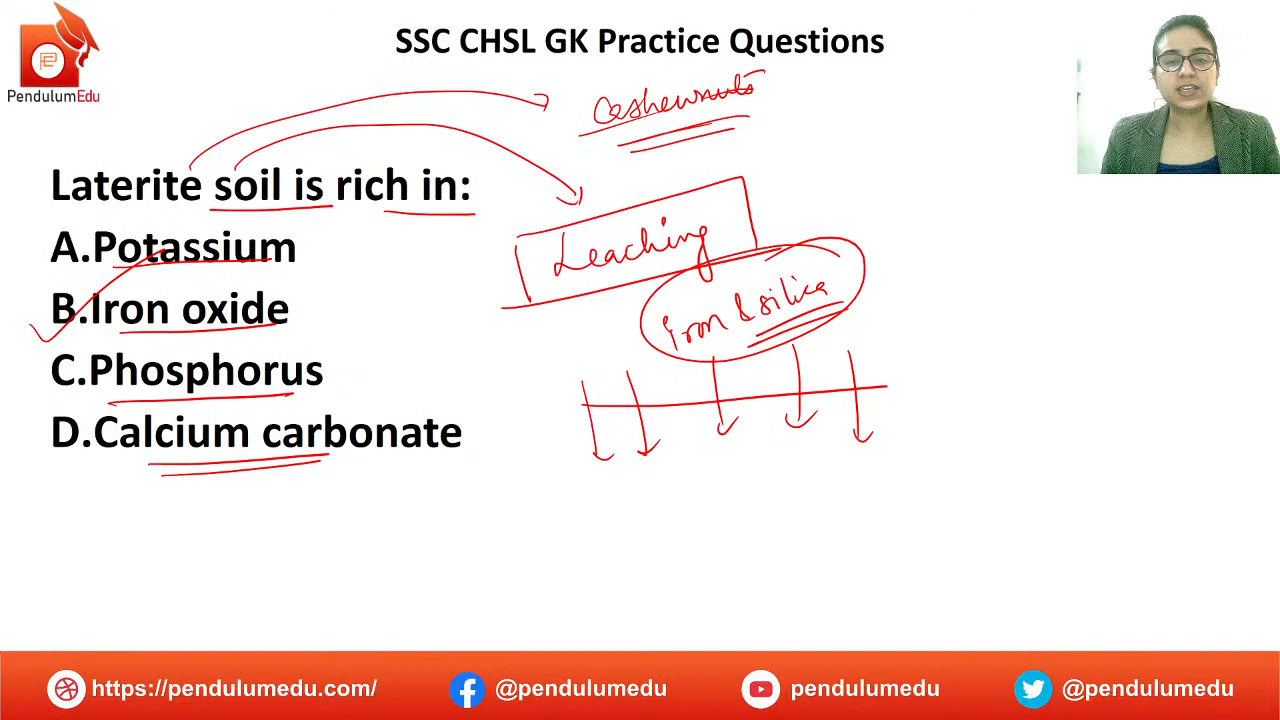 SSC CHSL GK Practice Questions
PendulumEdu
Cashewnuts
Laterite soil is rich in:
Leaching
A.Potassium
iron & silica
B.Iron oxide
C.Phosphorus
D.Calcium carbonate
https://pendulumedu.com/
@pendulumedu
pendulumedu
@pendulumedu